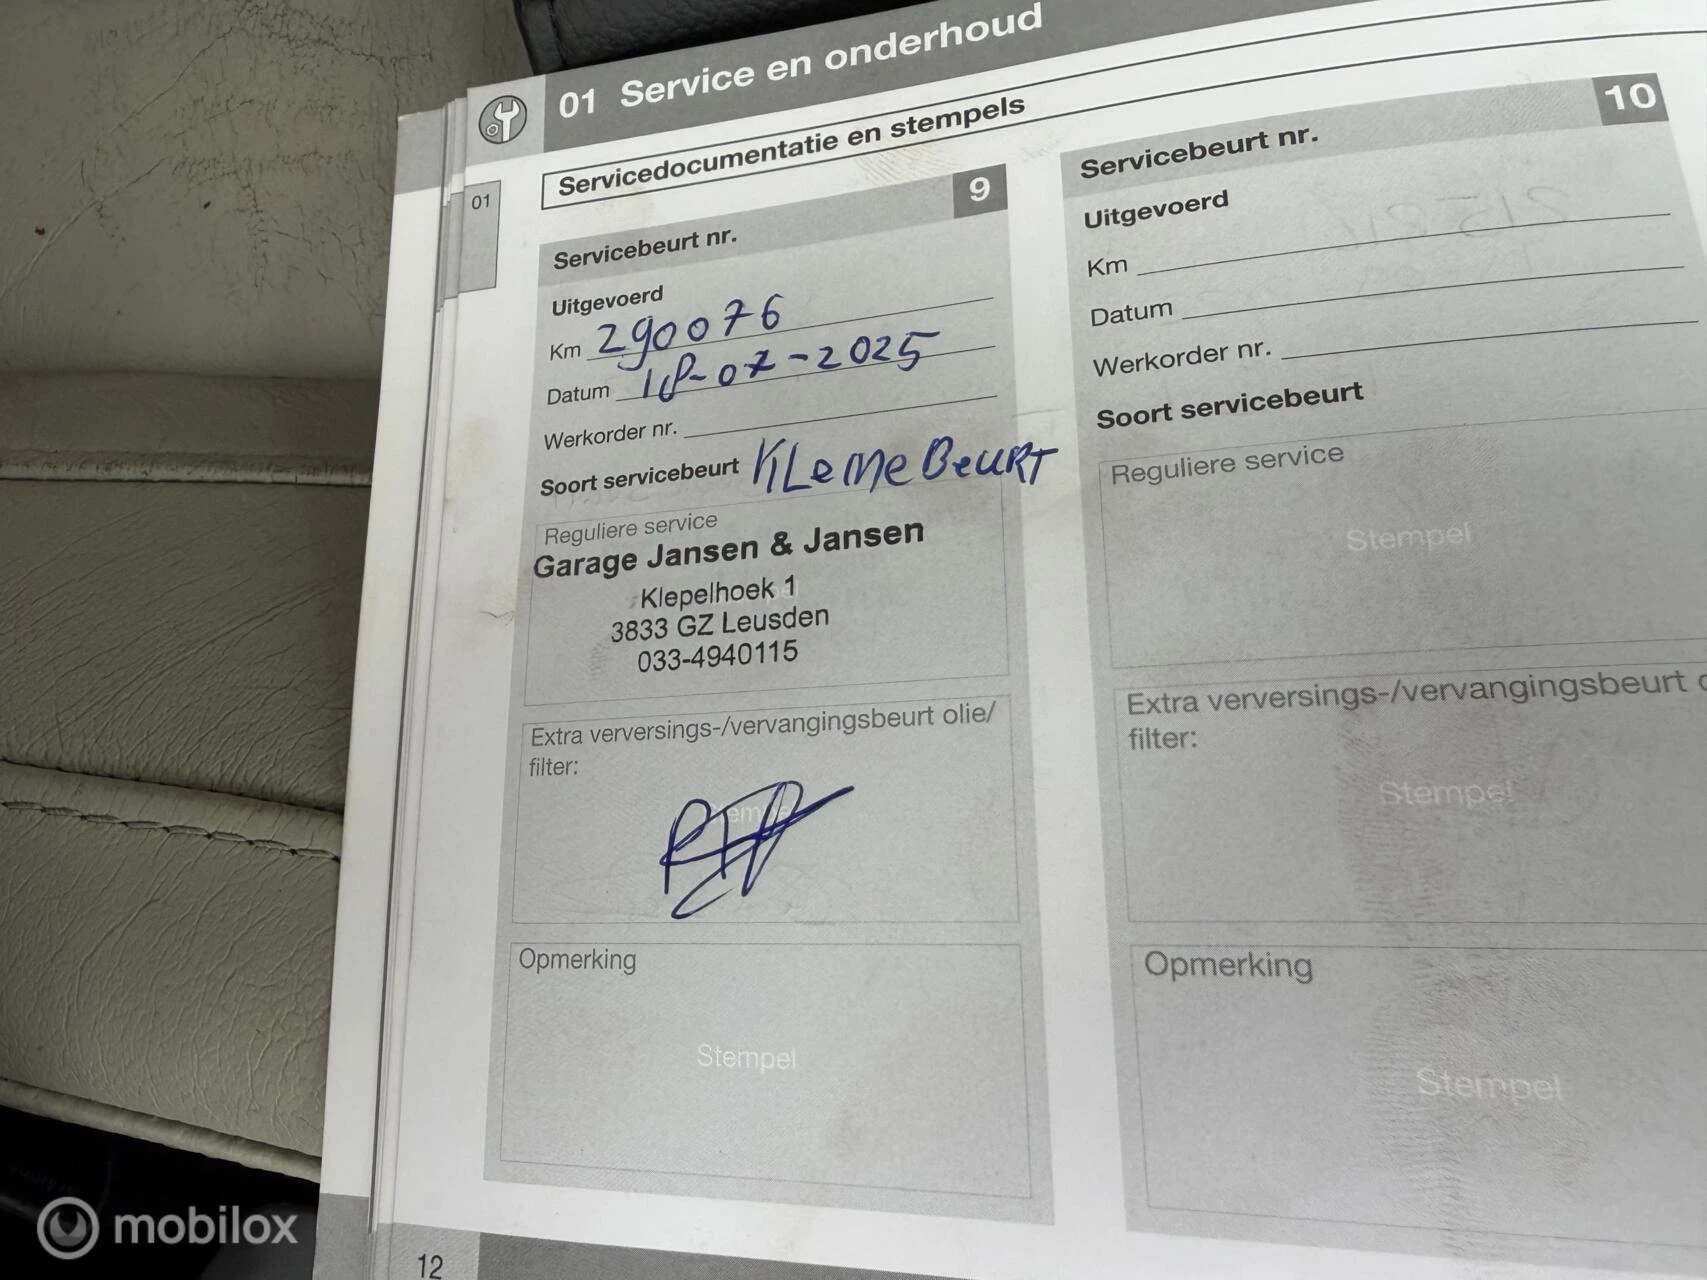 01 Service en onderhoud
Servicedocumentatie en stempels
01
Servicebeurt nr. 9
Uitgevoerd
Km 290076
Datum 18-07-2025
Werkorder nr.
Soort servicebeurt KLeINe BeuRT
Reguliere service
Garage Jansen & Jansen
Klepelhoek 1
3833 GZ Leusden
033-4940115
Extra verversings-/vervangingsbeurt olie/
filter:
Opmerking
Stempel
12
Servicebeurt nr. 10
Uitgevoerd
Km
Datum
Werkorder nr.
Soort servicebeurt
Reguliere service
Stempel
Extra verversings-/vervangingsbeurt
filter:
Stempel
Opmerking
Stempel
mobilox